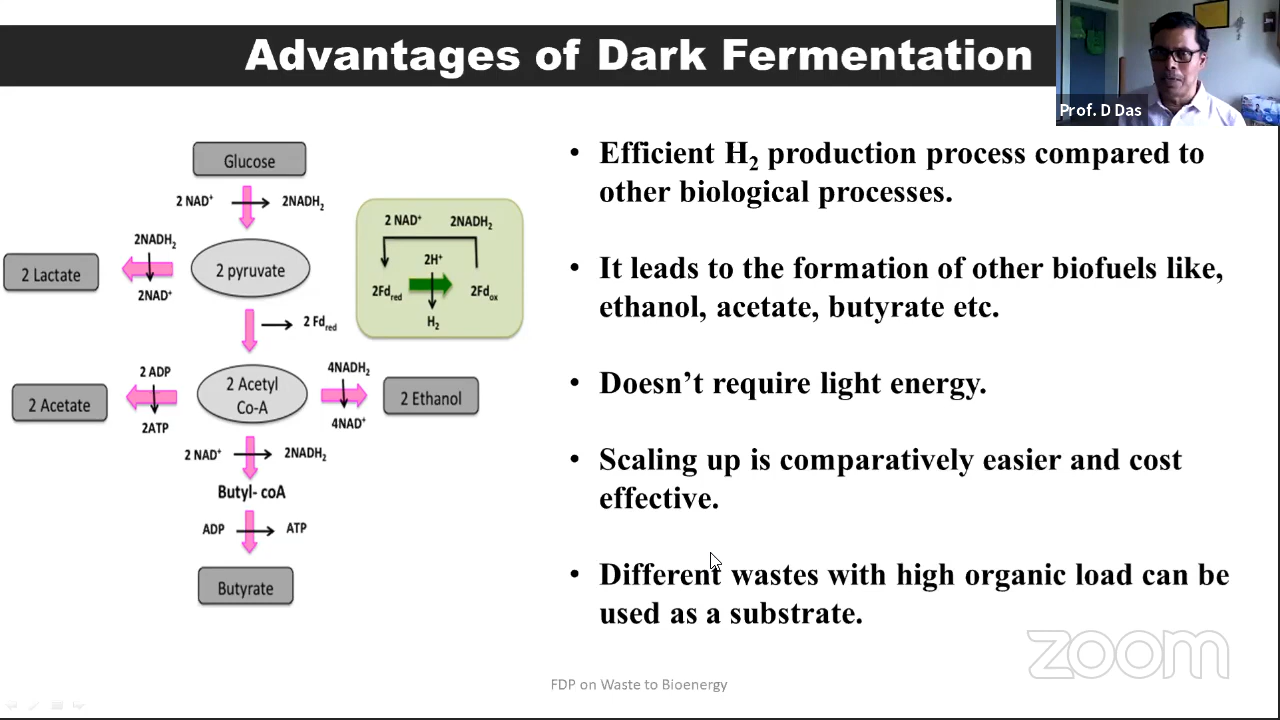 Advantages of Dark Fermentation
Prof. D Das
Glucose
2 NAD⁺
2NADH₂
2NADH₂
2 Lactate
2 pyruvate
2NAD⁺
2 Fd_red
2 NAD⁺ 2NADH₂
2H⁺
2Fd_red
2Fd_ox
H₂
2 ADP
2 Acetyl
Co-A
4NADH₂
2 Acetate
2 Ethanol
2ATP
4NAD⁺
2 NAD⁺
2NADH₂
Butyl- coA
ADP
ATP
Butyrate
• Efficient H₂ production process compared to
other biological processes.
• It leads to the formation of other biofuels like,
ethanol, acetate, butyrate etc.
• Doesn’t require light energy.
• Scaling up is comparatively easier and cost
effective.
• Different wastes with high organic load can be
used as a substrate.
zoom
FDP on Waste to Bioenergy